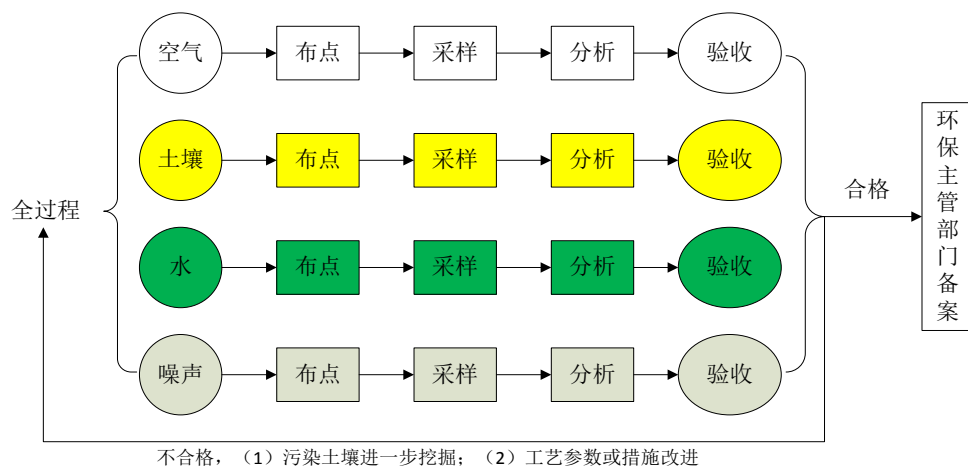 空气
布点
采样
分析
验收
土壤
布点
采样
分析
验收
全过程
水
布点
采样
分析
验收
噪声
布点
采样
分析
验收
合格
环保主管部门备案
不合格，（1）污染土壤进一步挖掘；（2）工艺参数或措施改进